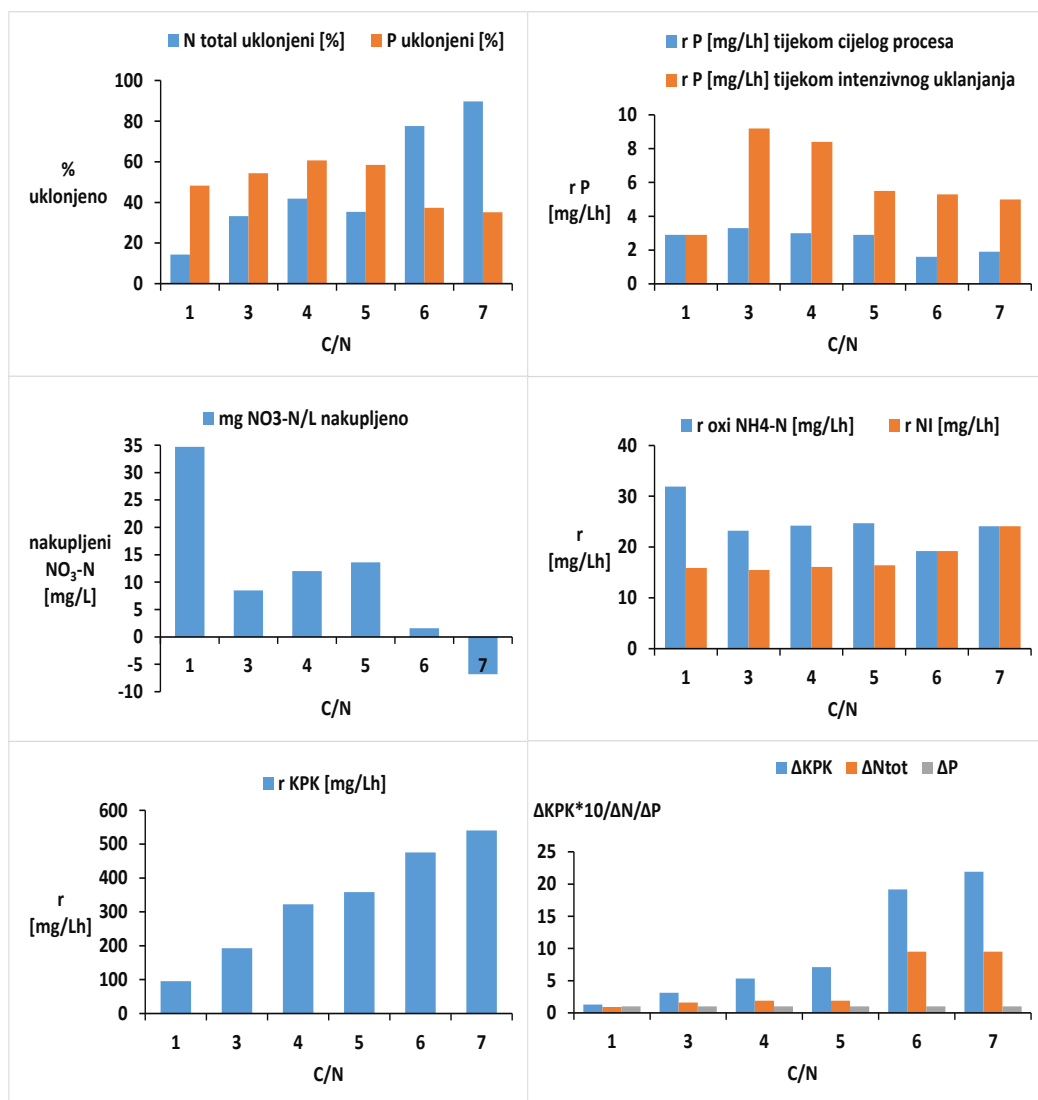 N total uklonjeni [%] P uklonjeni [%]
100
80
60
40
20
0
%
uklonjeno
1 3 4 5 6 7
C/N
r P [mg/Lh] tijekom cijelog procesa
r P [mg/Lh] tijekom intenzivnog uklanjanja
10
8
6
4
2
0
r P
[mg/Lh]
1 3 4 5 6 7
C/N
mg NO3-N/L nakupljeno
35
30
25
20
15
10
5
0
-5
-10
nakupljeni
NO₃-N
[mg/L]
1 3 4 5 6 7
C/N
r oxi NH4-N [mg/Lh] r NI [mg/Lh]
40
30
20
10
0
r
[mg/Lh]
1 3 4 5 6 7
C/N
r KPK [mg/Lh]
600
500
400
300
200
100
0
r
[mg/Lh]
1 3 4 5 6 7
C/N
ΔKPK ΔNtot ΔP
ΔKPK*10/ΔN/ΔP
25
20
15
10
5
0
1 3 4 5 6 7
C/N